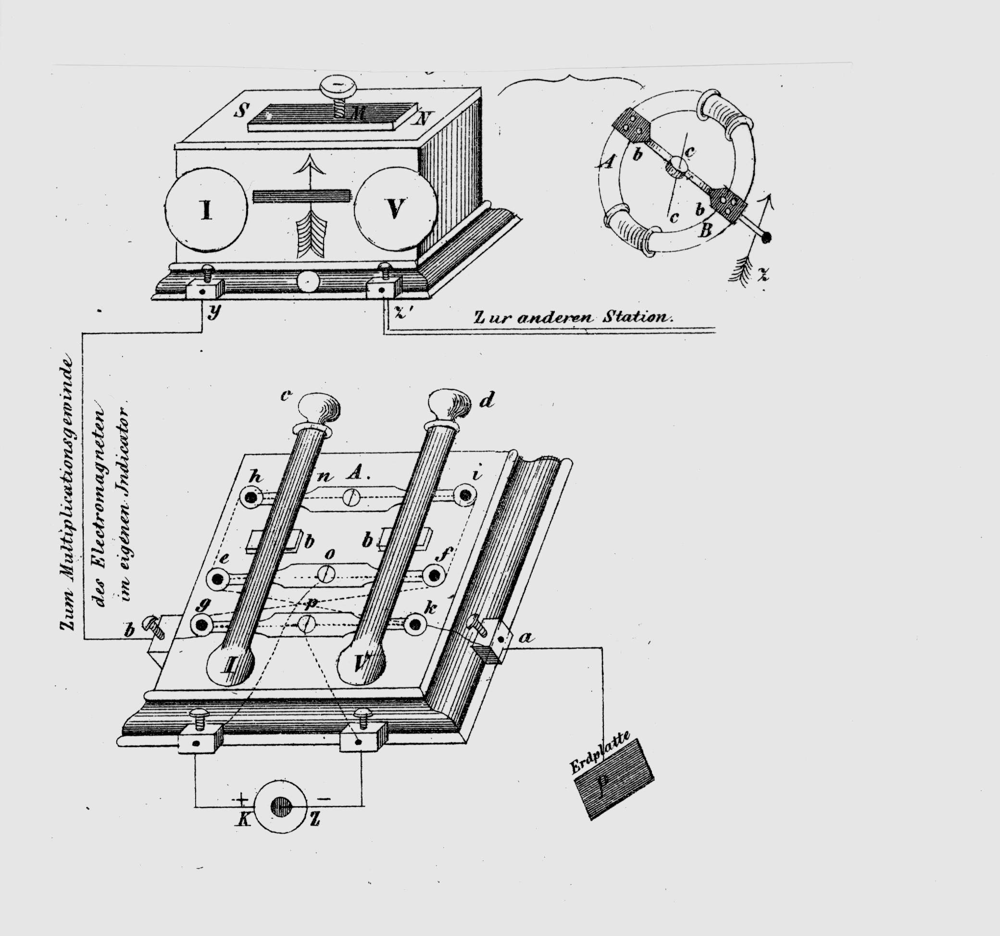 S
M
N
I
V
y
z'
A
b
c
c
b
B
z
Zur anderen Station.
Zum Multiplicationsgewinde
des Electromagneten
im eigenen Indicator.
c
d
h
n
A.
i
b
b
e
o
f
g
p
k
b
a
I
V
Erdplatte
P
+
−
K
Z